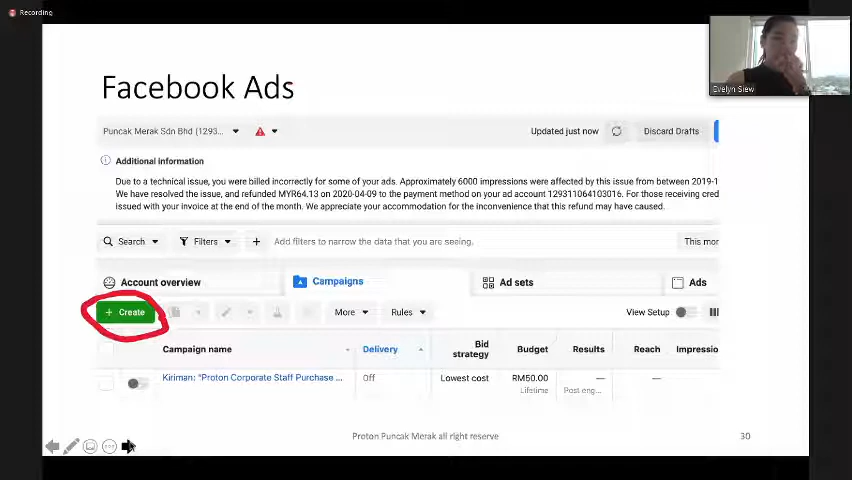 Recording
Evelyn Siew
Facebook Ads
Puncak Merak Sdn Bhd (1293...
Updated just now
Discard Drafts
Additional information
Due to a technical issue, you were billed incorrectly for some of your ads. Approximately 6000 impressions were affected by this issue from between 2019-1
We have resolved the issue, and refunded MYR64.13 on 2020-04-09 to the payment method on your ad account 129311064103016. For those receiving cred
issued with your invoice at the end of the month. We appreciate your accommodation for the inconvenience that this refund may have caused.
Search Filters + Add filters to narrow the data that you are seeing. This mor
Account overview Campaigns Ad sets Ads
+ Create More Rules View Setup
Campaign name Delivery Bid strategy Budget Results Reach Impressio
Kiriman: "Proton Corporate Staff Purchase ... Off Lowest cost RM50.00 — —
Lifetime Post eng...
Proton Puncak Merak all right reserve 30